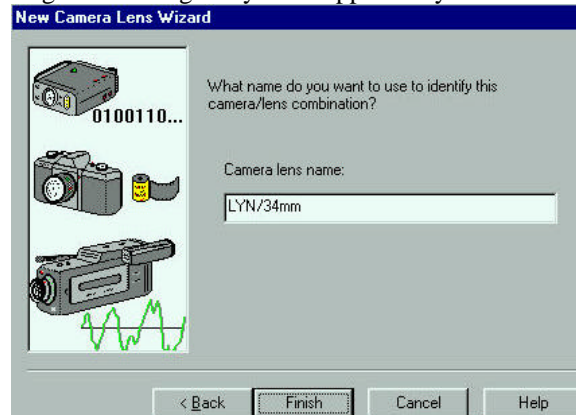 New Camera Lens Wizard
0100110...
What name do you want to use to identify this
camera/lens combination?
Camera lens name:
LYN/34mm
< Back
Finish
Cancel
Help